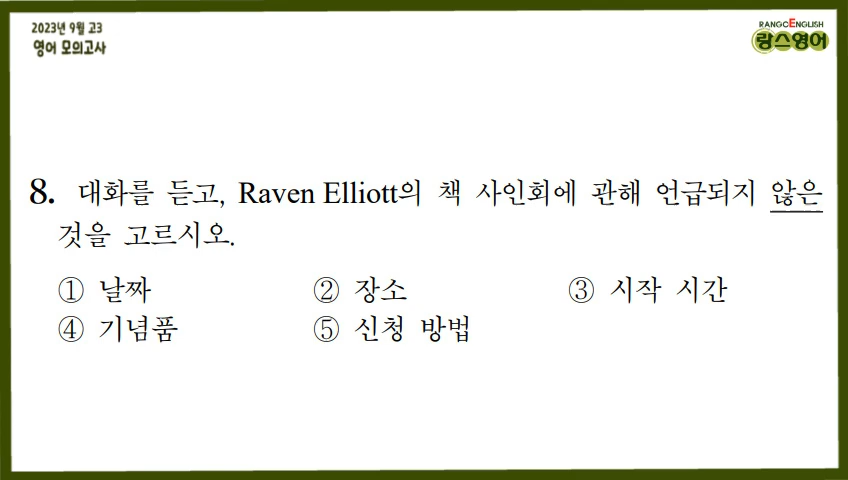 2023년 9월 고3
영어 모의고사
RANGCENGLISH
랑스영어
8. 대화를 듣고, Raven Elliott의 책 사인회에 관해 언급되지 않은
것을 고르시오.
① 날짜 ② 장소 ③ 시작 시간
④ 기념품 ⑤ 신청 방법